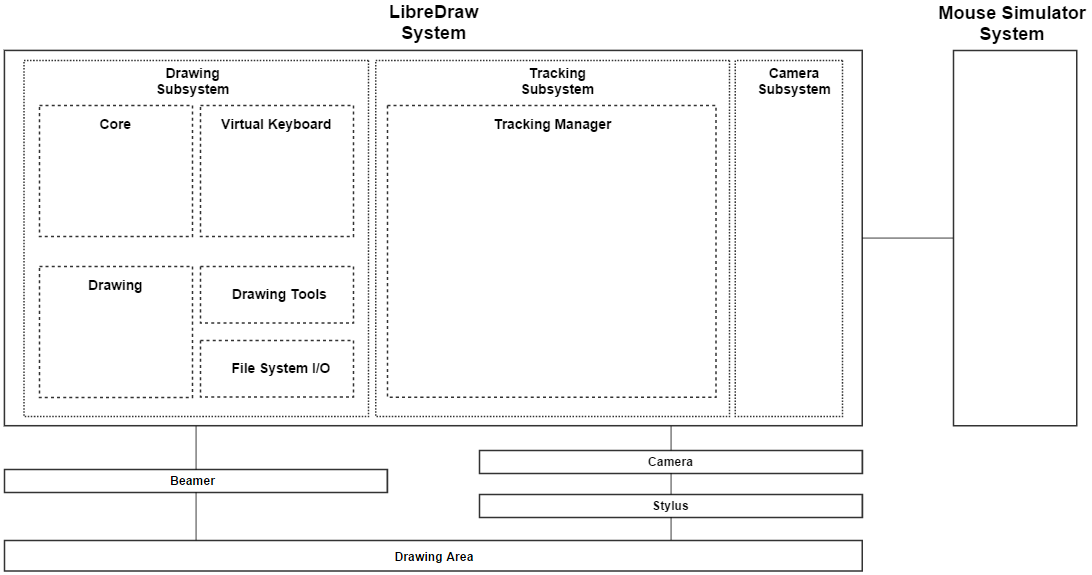 LibreDraw
System
Mouse Simulator
System
Drawing
Subsystem
Tracking
Subsystem
Camera
Subsystem
Core
Virtual Keyboard
Tracking Manager
Drawing
Drawing Tools
File System I/O
Beamer
Camera
Stylus
Drawing Area